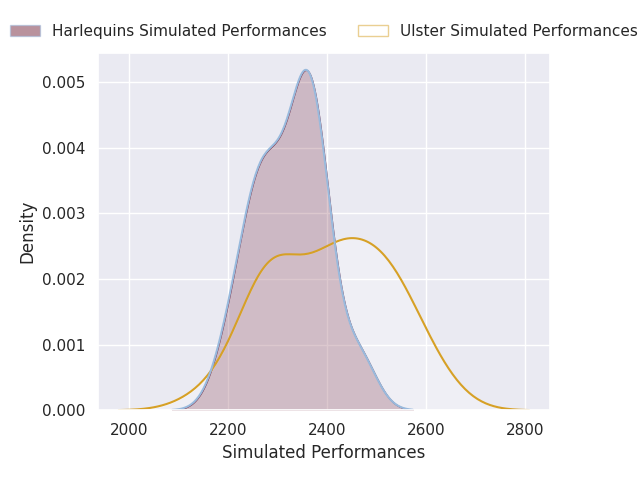 Harlequins Simulated Performances
Ulster Simulated Performances
0.005
0.004
0.003
0.002
0.001
0.000
Density
2000 2200 2400 2600 2800
Simulated Performances